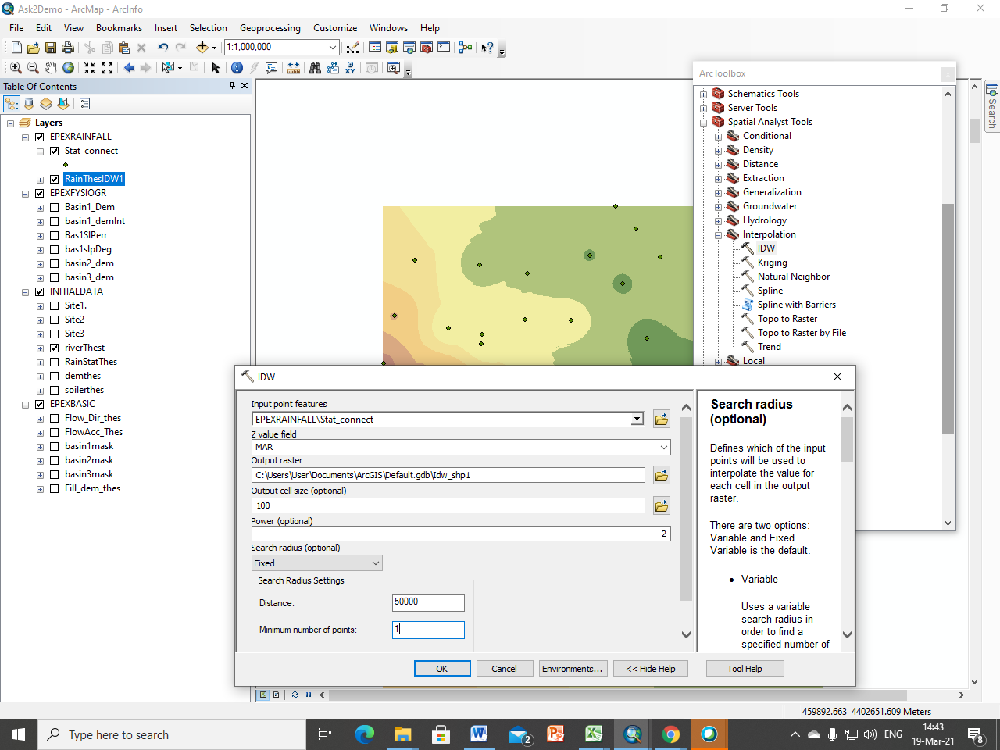 Ask2Demo - ArcMap - ArcInfo
File Edit View Bookmarks Insert Selection Geoprocessing Customize Windows Help
1:1,000,000
Table Of Contents
Layers
EPEXRAINFALL
Stat_connect
RainThesIDW1
EPEXFYSIOGR
Basin1_Dem
basin1_demInt
Bas1SlPerr
bas1slpDeg
basin2_dem
basin3_dem
INITIALDATA
Site1.
Site2
Site3
riverThest
RainStatThes
demthes
soilerthes
EPEXBASIC
Flow_Dir_thes
FlowAcc_Thes
basin1mask
basin2mask
basin3mask
Fill_dem_thes
ArcToolbox
Schematics Tools
Server Tools
Spatial Analyst Tools
Conditional
Density
Distance
Extraction
Generalization
Groundwater
Hydrology
Interpolation
IDW
Kriging
Natural Neighbor
Spline
Spline with Barriers
Topo to Raster
Topo to Raster by File
Trend
Local
Search
IDW
Input point features
EPEXRAINFALL\Stat_connect
Z value field
MAR
Output raster
C:\Users\User\Documents\ArcGIS\Default.gdb\Idw_shp1
Output cell size (optional)
100
Power (optional)
2
Search radius (optional)
Fixed
Search Radius Settings
Distance: 50000
Minimum number of points: 1
OK Cancel Environments... << Hide Help Tool Help
Search radius
(optional)
Defines which of the input
points will be used to
interpolate the value for
each cell in the output
raster.
There are two options:
Variable and Fixed.
Variable is the default.
• Variable
Uses a variable
search radius in
order to find a
specified number of
459892.663 4402651.609 Meters
Type here to search
2
ENG
14:43
19-Mar-21
8